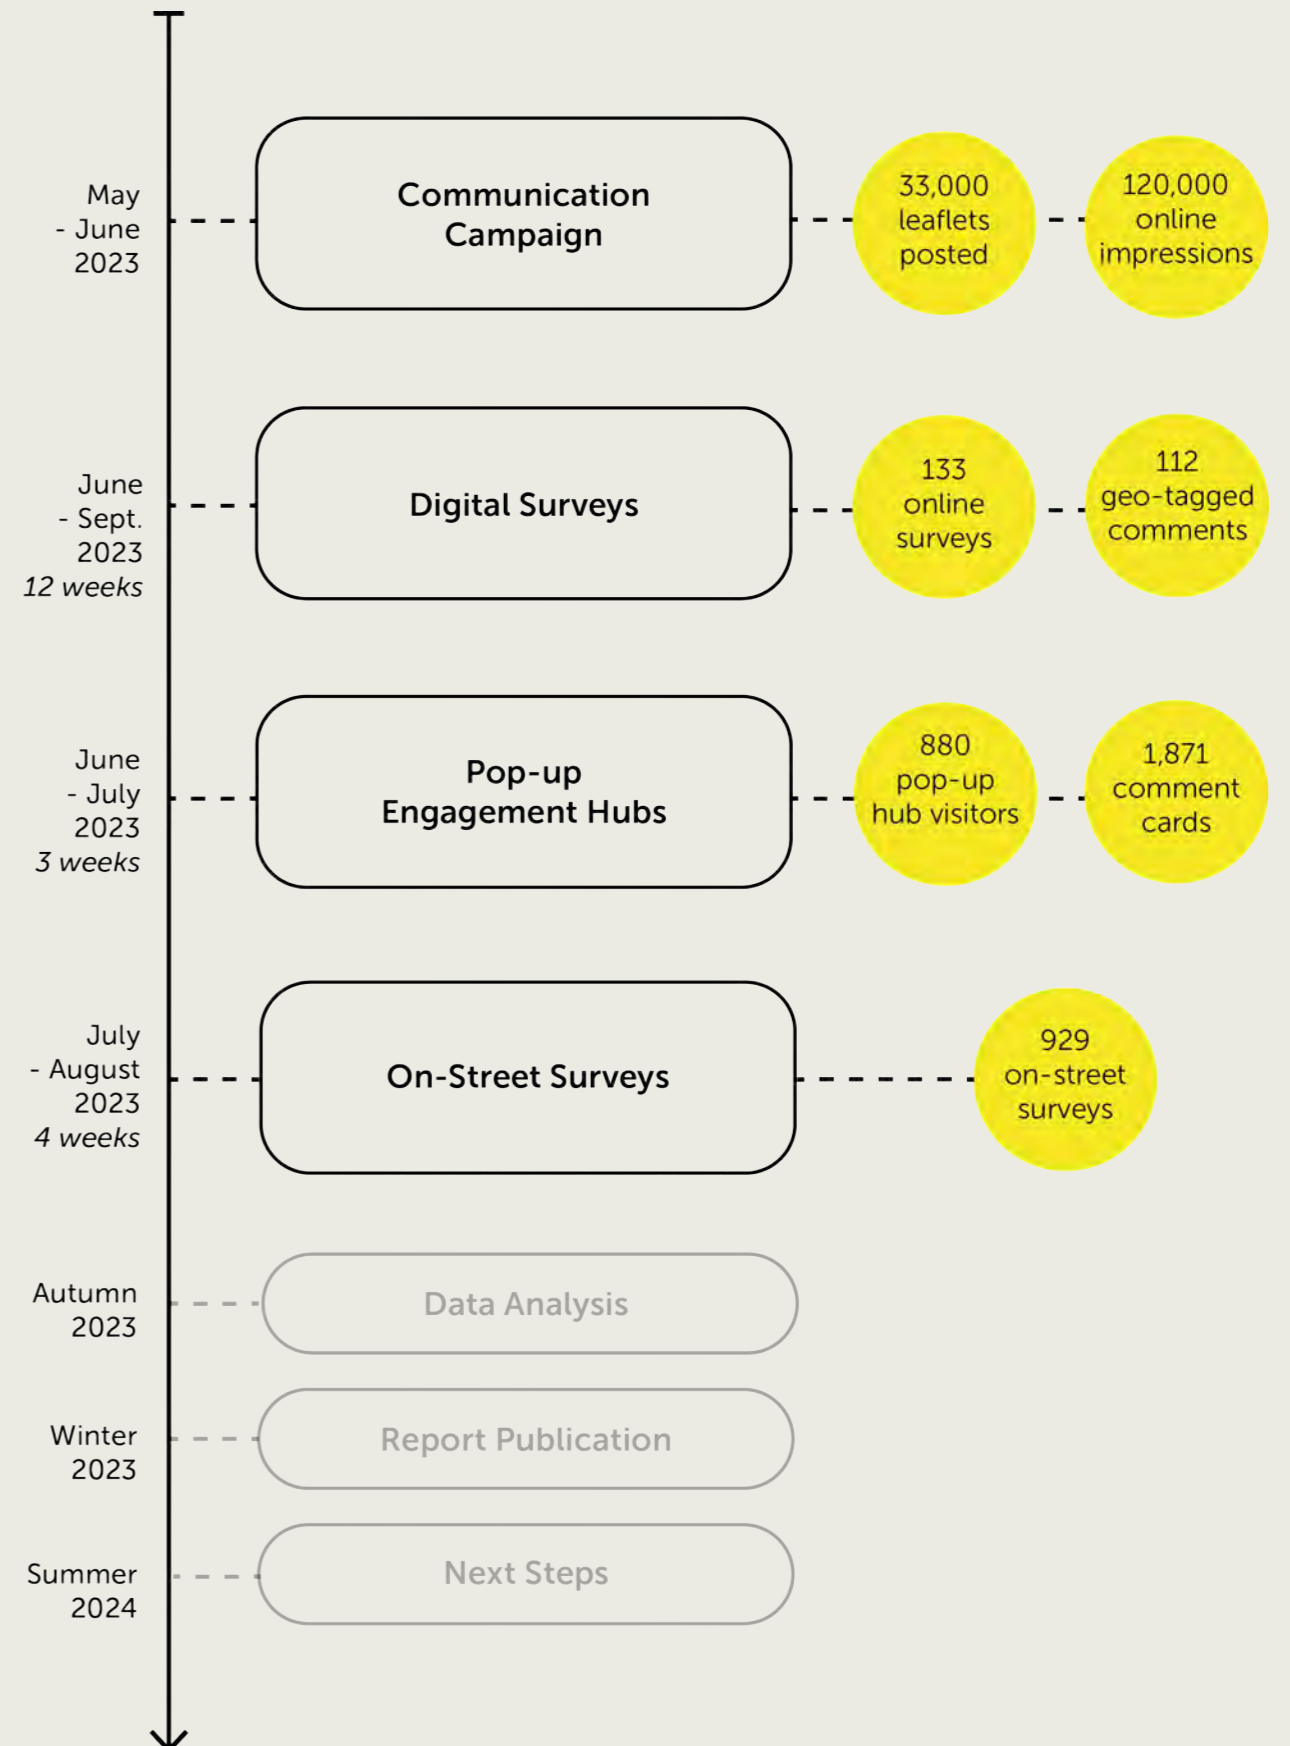 May
- June
2023
Communication
Campaign
33,000
leaflets
posted
120,000
online
impressions
June
- Sept.
2023
12 weeks
Digital Surveys
133
online
surveys
112
geo-tagged
comments
June
- July
2023
3 weeks
Pop-up
Engagement Hubs
880
pop-up
hub visitors
1,871
comment
cards
July
- August
2023
4 weeks
On-Street Surveys
929
on-street
surveys
Autumn
2023
Data Analysis
Winter
2023
Report Publication
Summer
2024
Next Steps